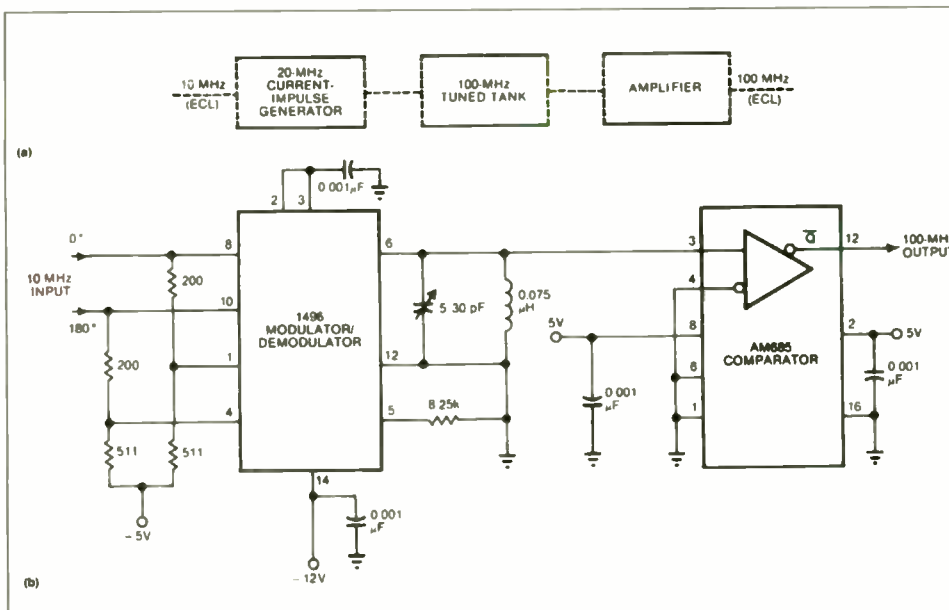 10 MHz
(ECL)
20-MHz
CURRENT-
IMPULSE
GENERATOR
100-MHz
TUNED TANK
AMPLIFIER
100 MHz
(ECL)
(a)
2
3
0 001µF
0°
8
6
3
Q
12
100-MH
OUTPUT
10 MHz
INPUT
200
10
180°
1496
MODULATOR/
DEMODULATOR
5 30 pF
0.075
µH
4
5V
8
2
5V
200
1
12
AM685
COMPARATOR
0 001
µF
6
0 001
µF
4
5
8 25k
1
16
511
511
14
0 001
µF
- 5V
- 12V
(b)